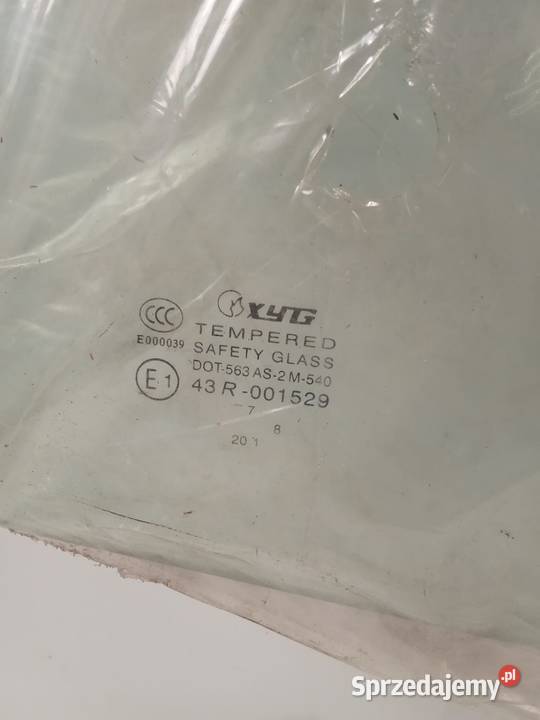 XYG
TEMPERED
SAFETY GLASS
CCC
E000039
DOT-563 AS-2 M-540
E1
43 R-001529
7
8
20 1
Sprzedajemy.pl